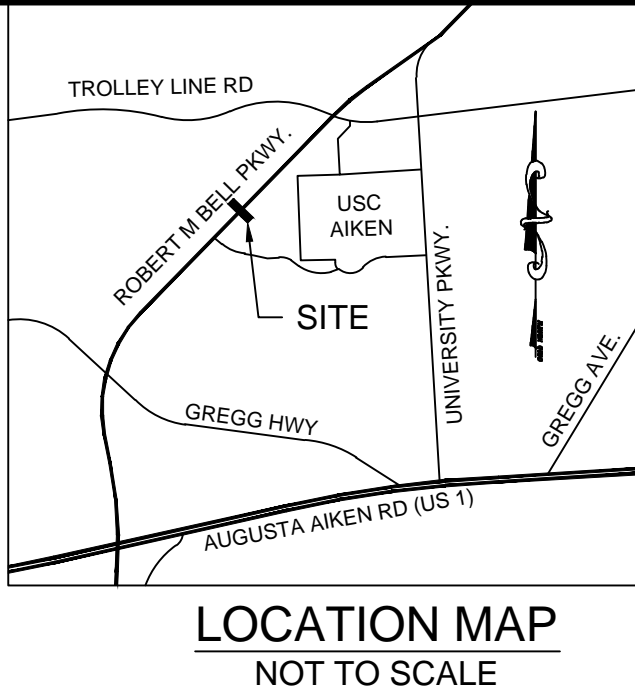 TROLLEY LINE RD
ROBERT M BELL PKWY.
USC
AIKEN
SITE
UNIVERSITY PKWY.
GREGG AVE.
GREGG HWY
AUGUSTA AIKEN RD (US 1)
LOCATION MAP
NOT TO SCALE